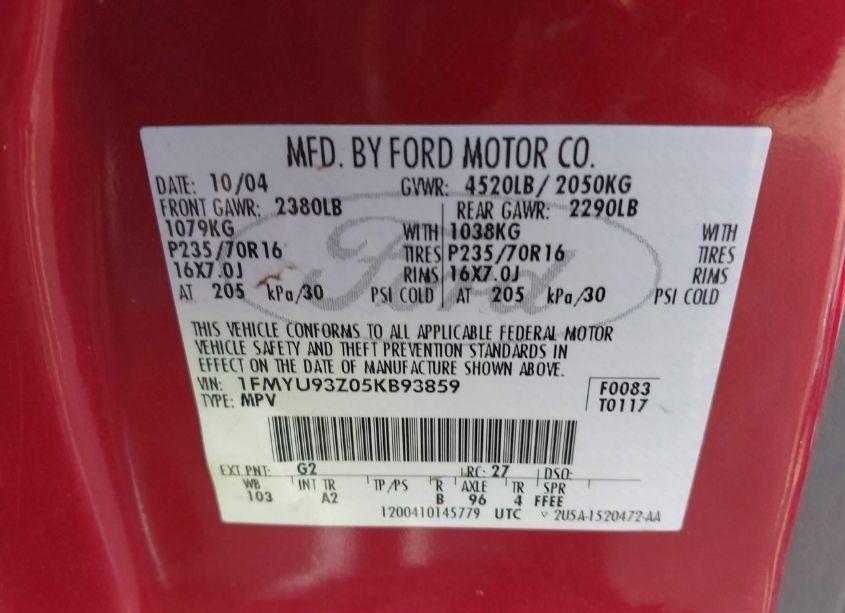 MFD. BY FORD MOTOR CO.
DATE: 10/04 GVWR: 4520LB/ 2050KG
FRONT GAWR: 2380LB REAR GAWR: 2290LB
1079KG WITH 1038KG WITH
P235/70R16 TIRES P235/70R16 TIRES
16X7.0J RIMS 16X7.0J RIMS
AT 205 kPa/30 PSI COLD AT 205 kPa/30 PSI COLD
Ford
THIS VEHICLE CONFORMS TO ALL APPLICABLE FEDERAL MOTOR
VEHICLE SAFETY AND THEFT PREVENTION STANDARDS IN
EFFECT ON THE DATE OF MANUFACTURE SHOWN ABOVE.
VIN: 1FMYU93Z05KB93859 F0083
TYPE: MPV T0117
EXT PNT: G2 RC: 27 DSO:
WB INT TR TP/PS R AXLE TR SPR
103 A2 B 96 4 FFEE
1200410145779 UTC 2U5A-1520472-AA